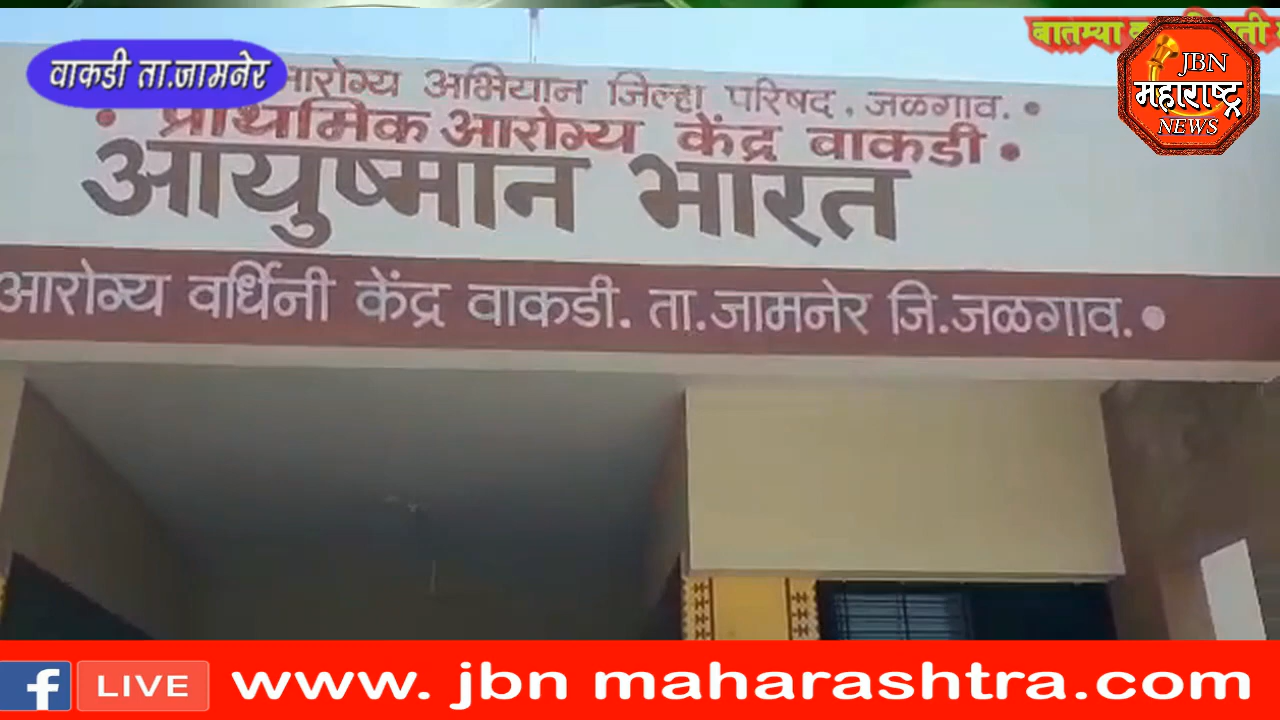 वाकडी ता.जामनेर
बातम्या
JBN
महाराष्ट्र
NEWS
आरोग्य अभियान जिल्हा परिषद, जळगाव. •
• प्राथमिक आरोग्य केंद्र वाकडी •
आयुष्मान भारत
आरोग्य वर्धिनी केंद्र वाकडी. ता.जामनेर जि.जळगाव. •
f LIVE www. jbn maharashtra.com